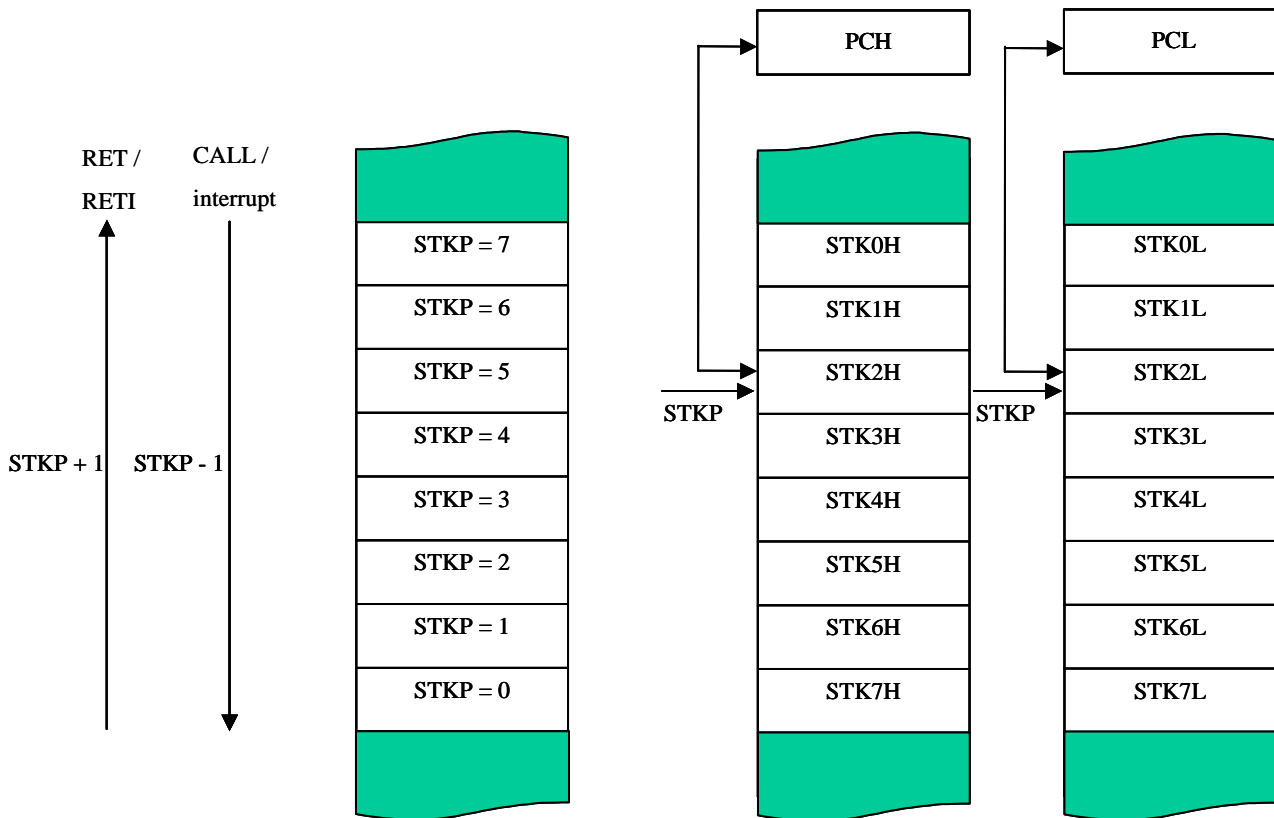 PCH
PCL
RET /
RETI
CALL /
interrupt
STKP + 1
STKP - 1
STKP = 7
STKP = 6
STKP = 5
STKP = 4
STKP = 3
STKP = 2
STKP = 1
STKP = 0
STKP
STK0H
STK1H
STK2H
STK3H
STK4H
STK5H
STK6H
STK7H
STKP
STK0L
STK1L
STK2L
STK3L
STK4L
STK5L
STK6L
STK7L